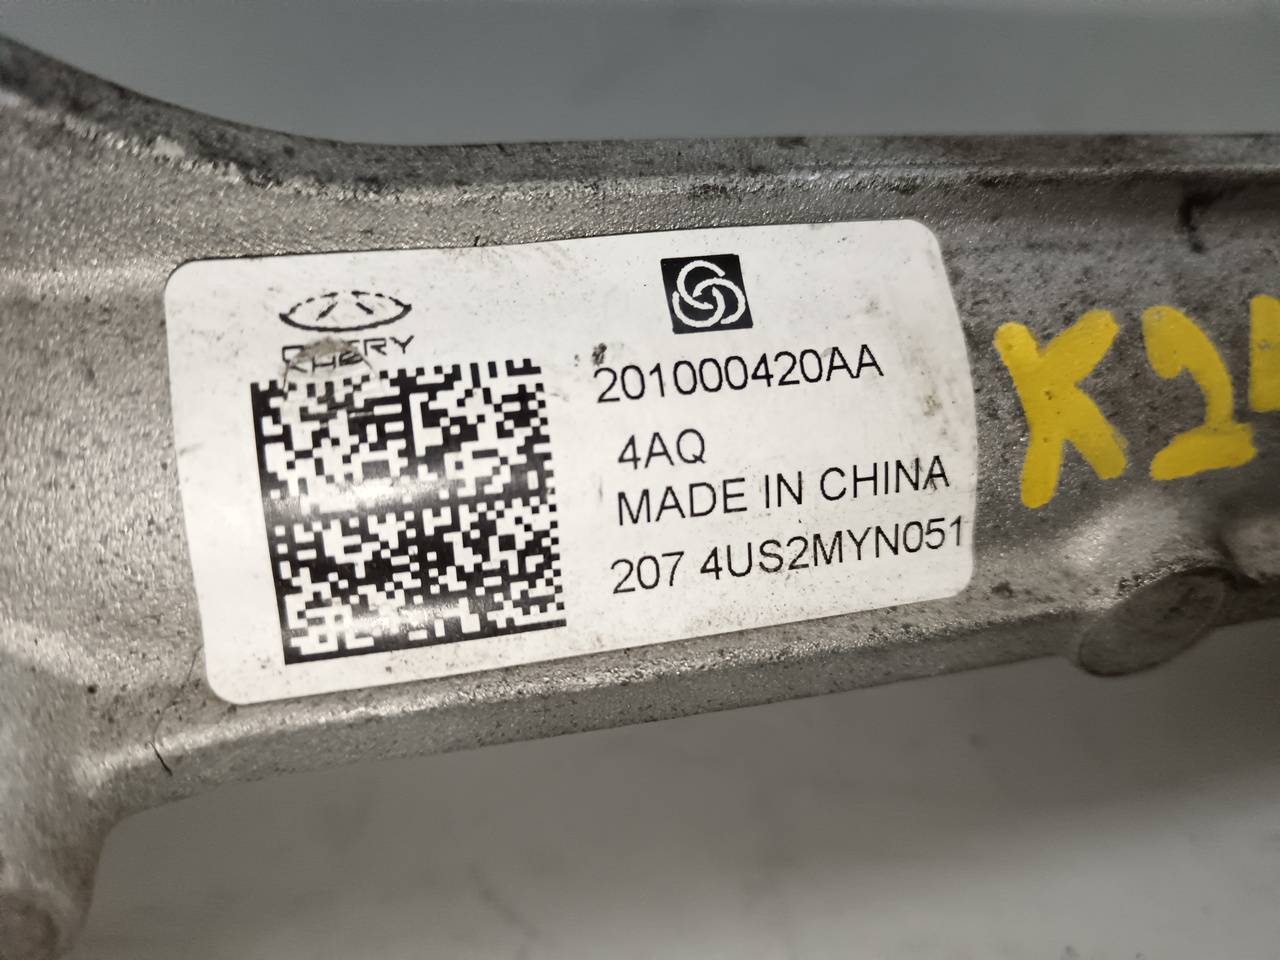 CHERY
201000420AA
4AQ
MADE IN CHINA
207 4US2MYN051